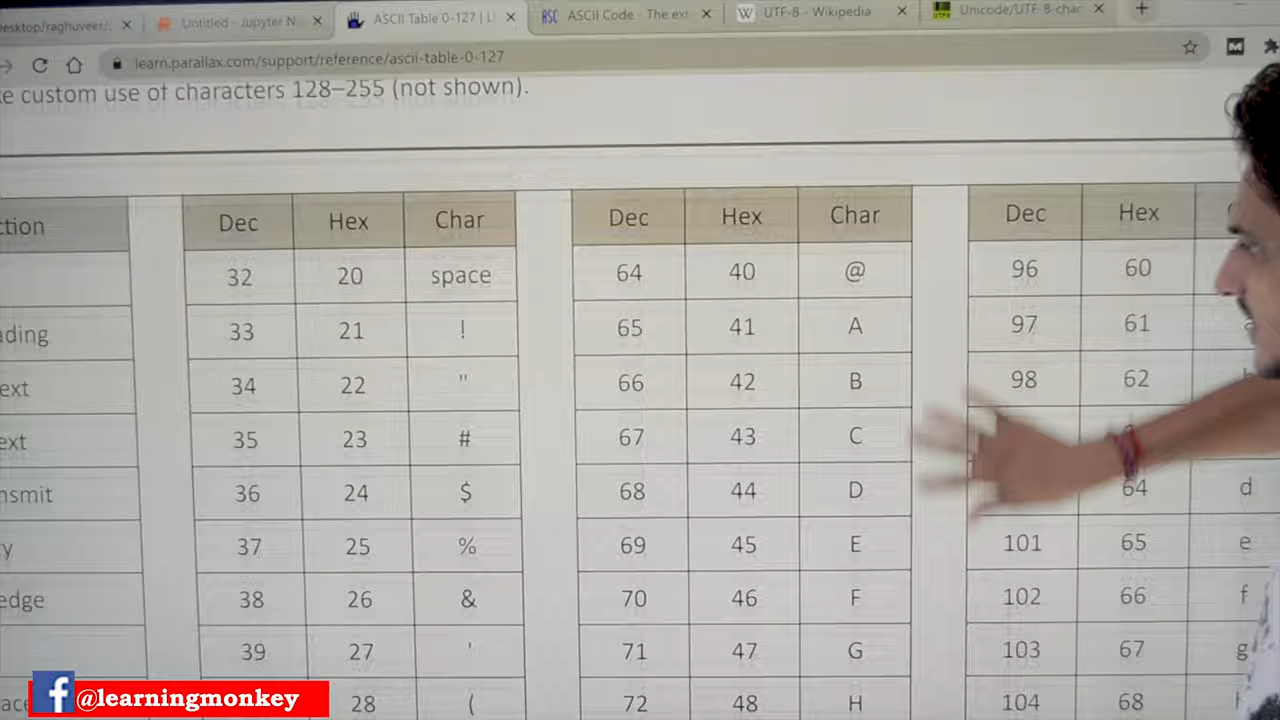 Desktop/raghuveer/ Untitled - Jupyter N ASCII Table 0-127 | L ASCII Code - The ex UTF-8 - Wikipedia Unicode/UTF-8-char
learn.parallax.com/support/reference/ascii-table-0-127
ke custom use of characters 128–255 (not shown).
ction Dec Hex Char Dec Hex Char Dec Hex
32 20 space 64 40 @ 96 60
ading 33 21 ! 65 41 A 97 61 a
ext 34 22 " 66 42 B 98 62 b
ext 35 23 # 67 43 C
nsmit 36 24 $ 68 44 D 64 d
ry 37 25 % 69 45 E 101 65 e
edge 38 26 & 70 46 F 102 66 f
39 27 ' 71 47 G 103 67 g
28 ( 72 48 H 104 68
f @learningmonkey